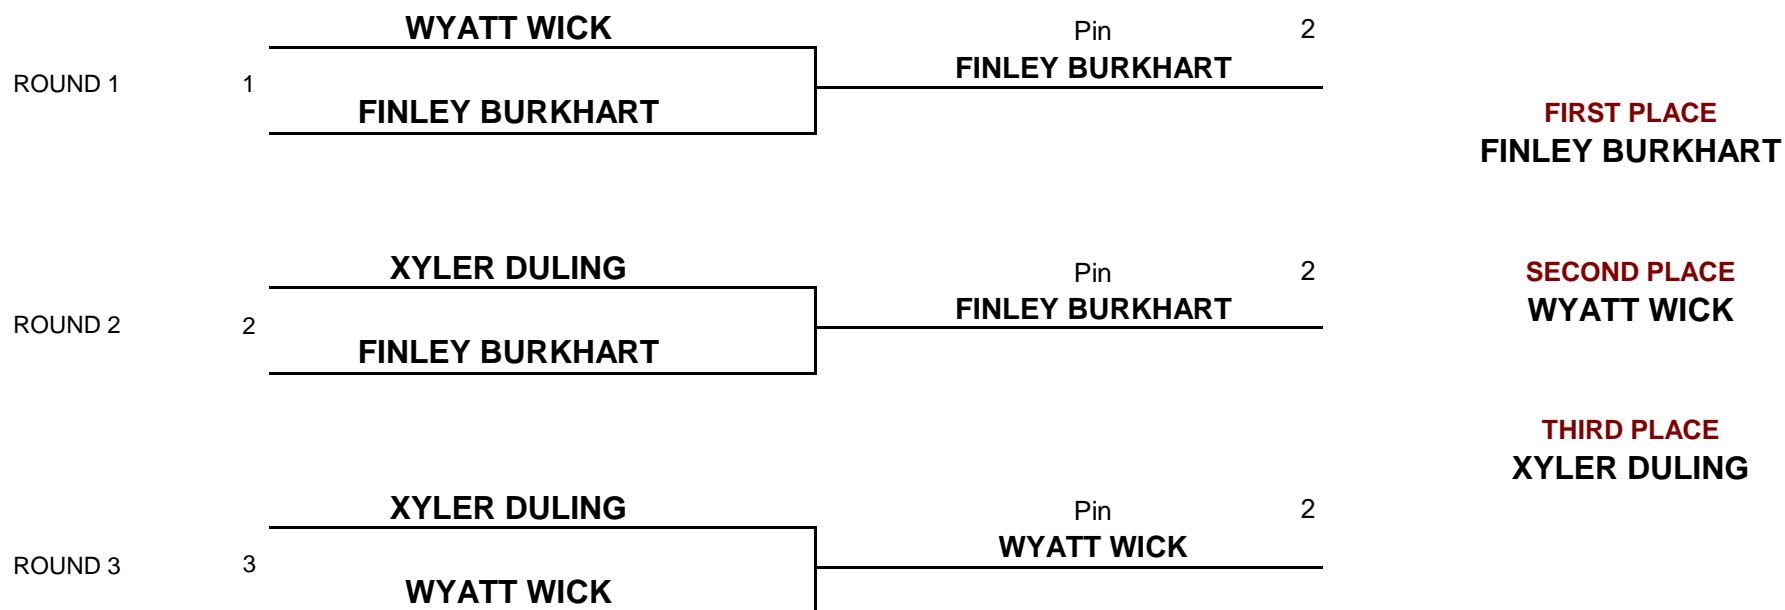 WYATT WICK
Pin 2
FINLEY BURKHART
ROUND 1 1
FINLEY BURKHART
FIRST PLACE
FINLEY BURKHART
XYLER DULING
Pin 2
SECOND PLACE
FINLEY BURKHART
WYATT WICK
ROUND 2 2
FINLEY BURKHART
THIRD PLACE
XYLER DULING
XYLER DULING
Pin 2
WYATT WICK
ROUND 3 3
WYATT WICK